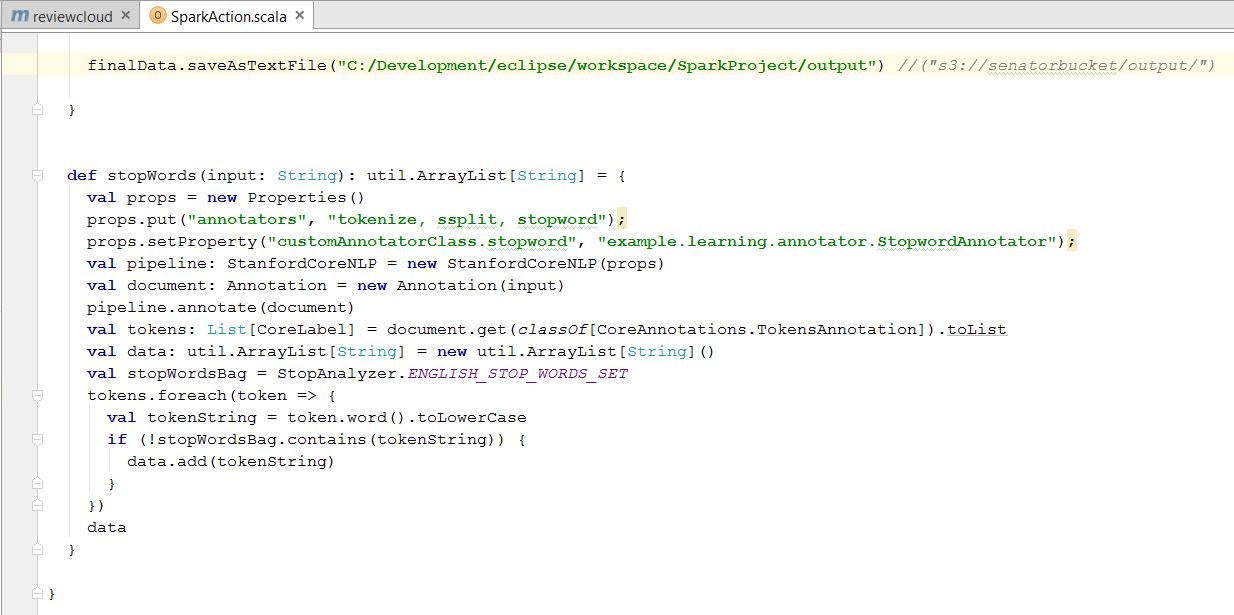 m reviewcloud × O SparkAction.scala ×
finalData.saveAsTextFile("C:/Development/eclipse/workspace/SparkProject/output") //("s3://senatorbucket/output/")
}
def stopWords(input: String): util.ArrayList[String] = {
val props = new Properties()
props.put("annotators", "tokenize, ssplit, stopword");
props.setProperty("customAnnotatorClass.stopword", "example.learning.annotator.StopwordAnnotator");
val pipeline: StanfordCoreNLP = new StanfordCoreNLP(props)
val document: Annotation = new Annotation(input)
pipeline.annotate(document)
val tokens: List[CoreLabel] = document.get(classOf[CoreAnnotations.TokensAnnotation]).toList
val data: util.ArrayList[String] = new util.ArrayList[String]()
val stopWordsBag = StopAnalyzer.ENGLISH_STOP_WORDS_SET
tokens.foreach(token => {
val tokenString = token.word().toLowerCase
if (!stopWordsBag.contains(tokenString)) {
data.add(tokenString)
}
})
data
}
}